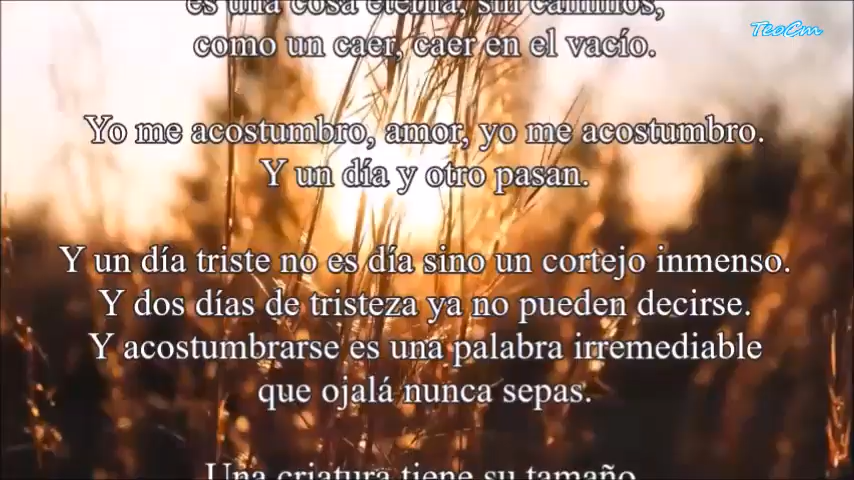 TeoCm
es una cosa eterna, sin caminos,
como un caer, caer en el vacío.
Yo me acostumbro, amor, yo me acostumbro.
Y un día y otro pasan.
Y un día triste no es día sino un cortejo inmenso.
Y dos días de tristeza ya no pueden decirse.
Y acostumbrarse es una palabra irremediable
que ojalá nunca sepas.
Una criatura tiene su tamaño